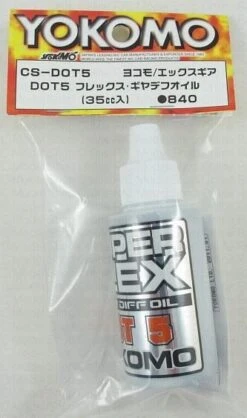 YOKOMO
YOKOMO
CS-DOT5 ヨコモ/エックスギア
DOT5 フレックス・ギヤデフオイル
(35cc入) ●840
PER
EX
DIFF OIL
T 5
KOMO